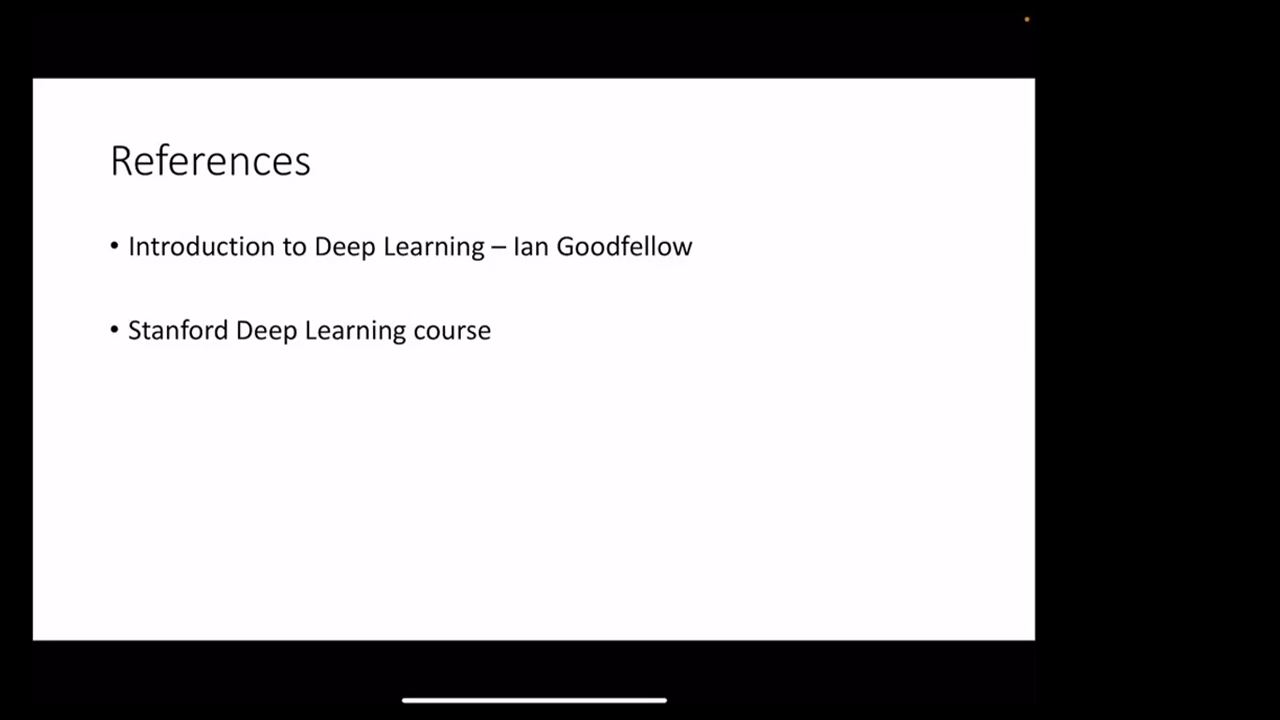 References
• Introduction to Deep Learning – Ian Goodfellow
• Stanford Deep Learning course